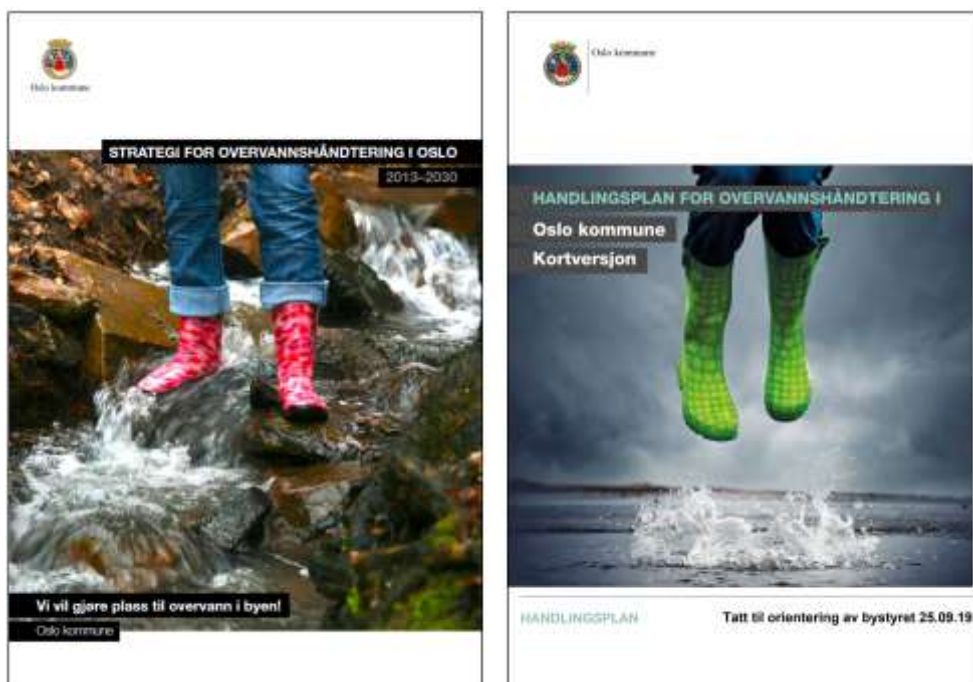 Oslo kommune
STRATEGI FOR OVERVANNSHÅNDTERING I OSLO
2013–2030
Vi vil gjøre plass til overvann i byen!
Oslo kommune
Oslo kommune
HANDLINGSPLAN FOR OVERVANNSHÅNDTERING I
Oslo kommune
Kortversjon
HANDLINGSPLAN
Tatt til orientering av bystyret 25.09.19